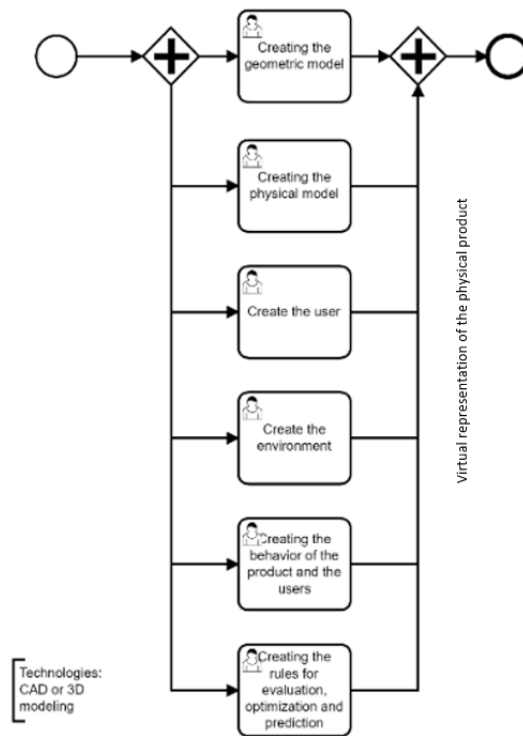 Creating the
geometric model
Creating the
physical model
Create the user
Create the
environment
Creating the
behavior of the
product and the
users
Creating the
rules for
evaluation,
optimization and
prediction
Virtual representation of the physical product
Technologies:
CAD or 3D
modeling